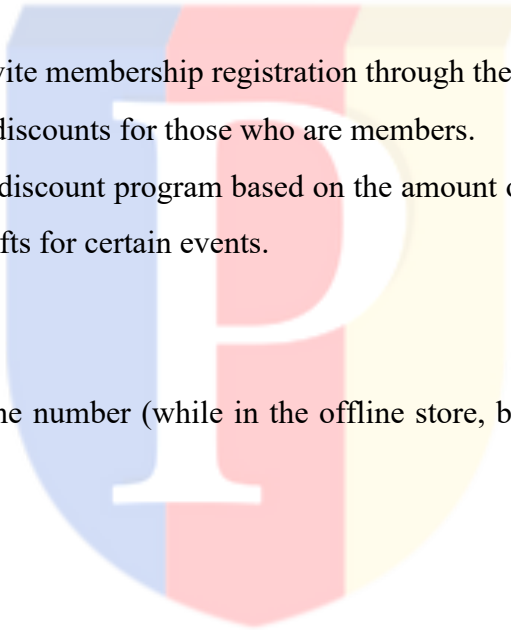 vite membership registration through the
discounts for those who are members.
discount program based on the amount
fts for certain events.
ne number (while in the offline store, b
P